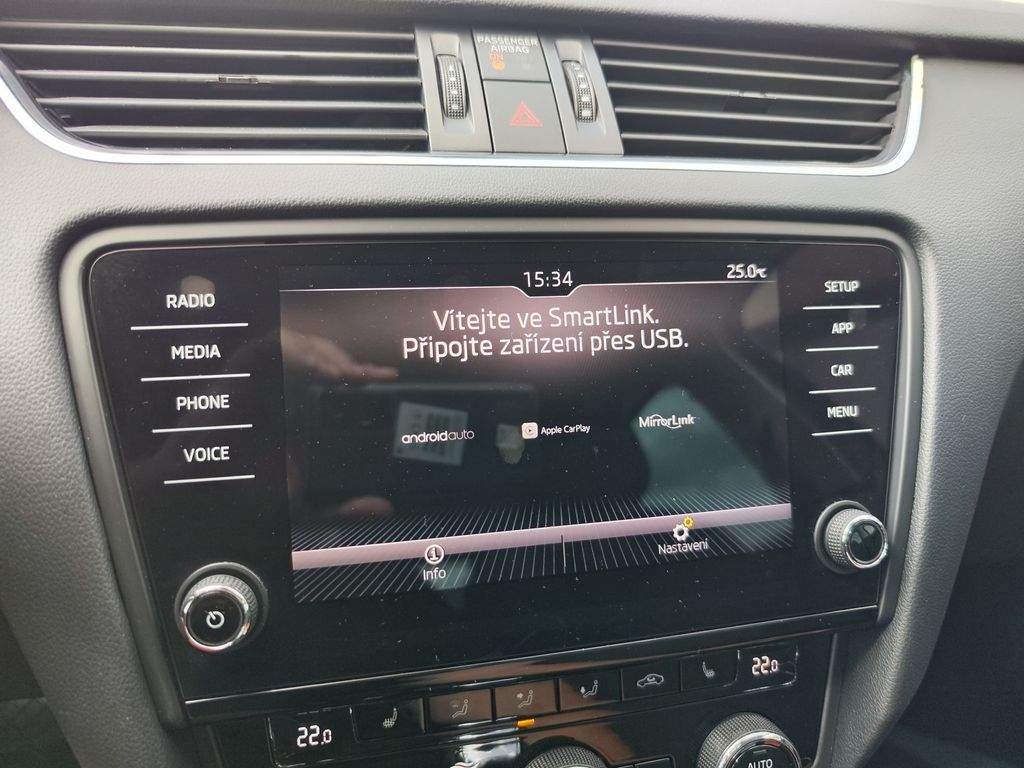 PASSENGER
AIRBAG
ON
15:34
25.0°C
RADIO
MEDIA
PHONE
VOICE
Vítejte ve SmartLink.
Připojte zařízení přes USB.
androidauto
Apple CarPlay
MirrorLink
Info
Nastavení
SETUP
APP
CAR
MENU
22.0
22.0
AUTO